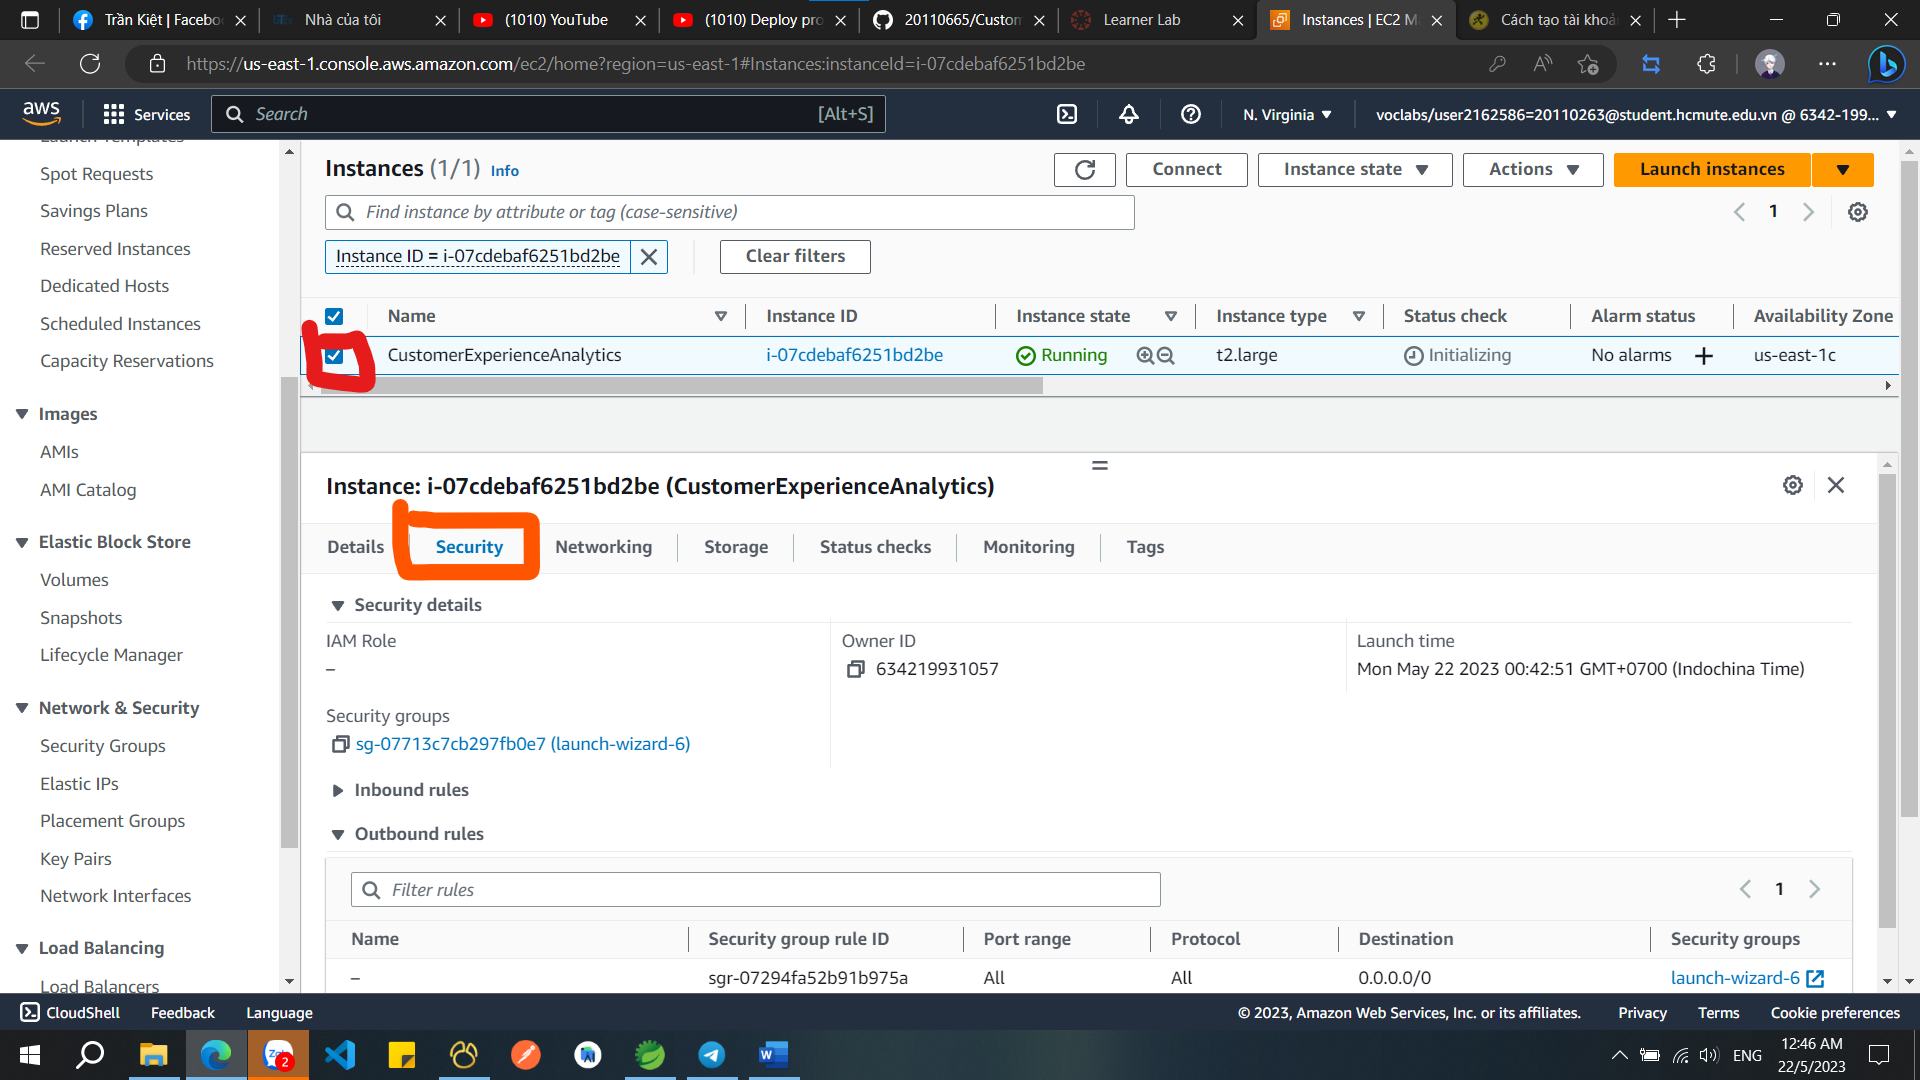 Trần Kiệt | Facebo
Nhà của tôi
(1010) YouTube
(1010) Deploy pro
20110665/Custom
Learner Lab
Instances | EC2 M
Cách tạo tài khoả
https://us-east-1.console.aws.amazon.com/ec2/home?region=us-east-1#Instances:instanceId=i-07cdebaf6251bd2be
aws
Services
Search
[Alt+S]
N. Virginia
voclabs/user2162586=20110263@student.hcmute.edu.vn @ 6342-199...
Launch Templates
Spot Requests
Savings Plans
Reserved Instances
Dedicated Hosts
Scheduled Instances
Capacity Reservations
Images
AMIs
AMI Catalog
Elastic Block Store
Volumes
Snapshots
Lifecycle Manager
Network & Security
Security Groups
Elastic IPs
Placement Groups
Key Pairs
Network Interfaces
Load Balancing
Load Balancers
Instances (1/1) Info
Connect
Instance state
Actions
Launch instances
Find instance by attribute or tag (case-sensitive)
1
Instance ID = i-07cdebaf6251bd2be
Clear filters
Name Instance ID Instance state Instance type Status check Alarm status Availability Zone
CustomerExperienceAnalytics i-07cdebaf6251bd2be Running t2.large Initializing No alarms + us-east-1c
Instance: i-07cdebaf6251bd2be (CustomerExperienceAnalytics)
Details Security Networking Storage Status checks Monitoring Tags
Security details
IAM Role
–
Owner ID
634219931057
Launch time
Mon May 22 2023 00:42:51 GMT+0700 (Indochina Time)
Security groups
sg-07713c7cb297fb0e7 (launch-wizard-6)
Inbound rules
Outbound rules
Filter rules
1
Name Security group rule ID Port range Protocol Destination Security groups
– sgr-07294fa52b91b975a All All 0.0.0.0/0 launch-wizard-6
CloudShell Feedback Language
© 2023, Amazon Web Services, Inc. or its affiliates. Privacy Terms Cookie preferences
2
ENG
12:46 AM
22/5/2023